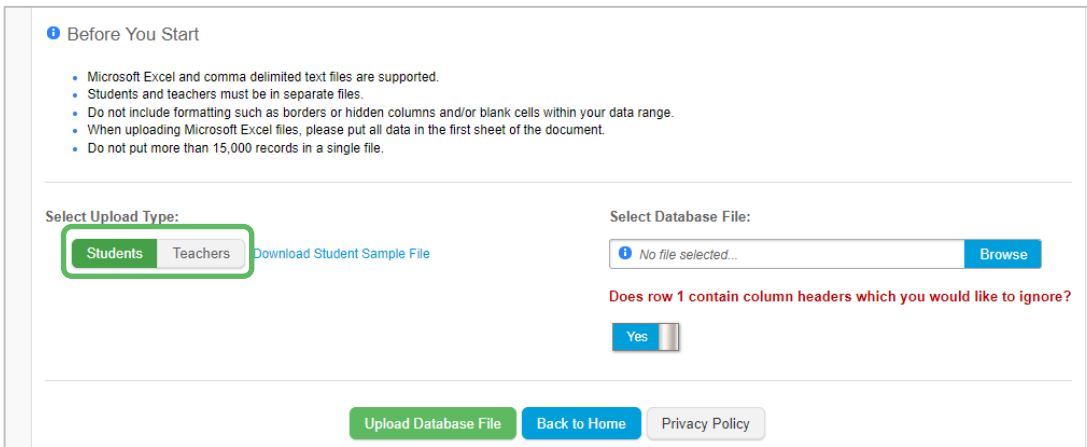 Before You Start
Microsoft Excel and comma delimited text files are supported.
Students and teachers must be in separate files.
Do not include formatting such as borders or hidden columns and/or blank cells within your data range.
When uploading Microsoft Excel files, please put all data in the first sheet of the document.
Do not put more than 15,000 records in a single file.
Select Upload Type:
Students Teachers Download Student Sample File
Select Database File:
No file selected... Browse
Does row 1 contain column headers which you would like to ignore?
Yes
Upload Database File Back to Home Privacy Policy